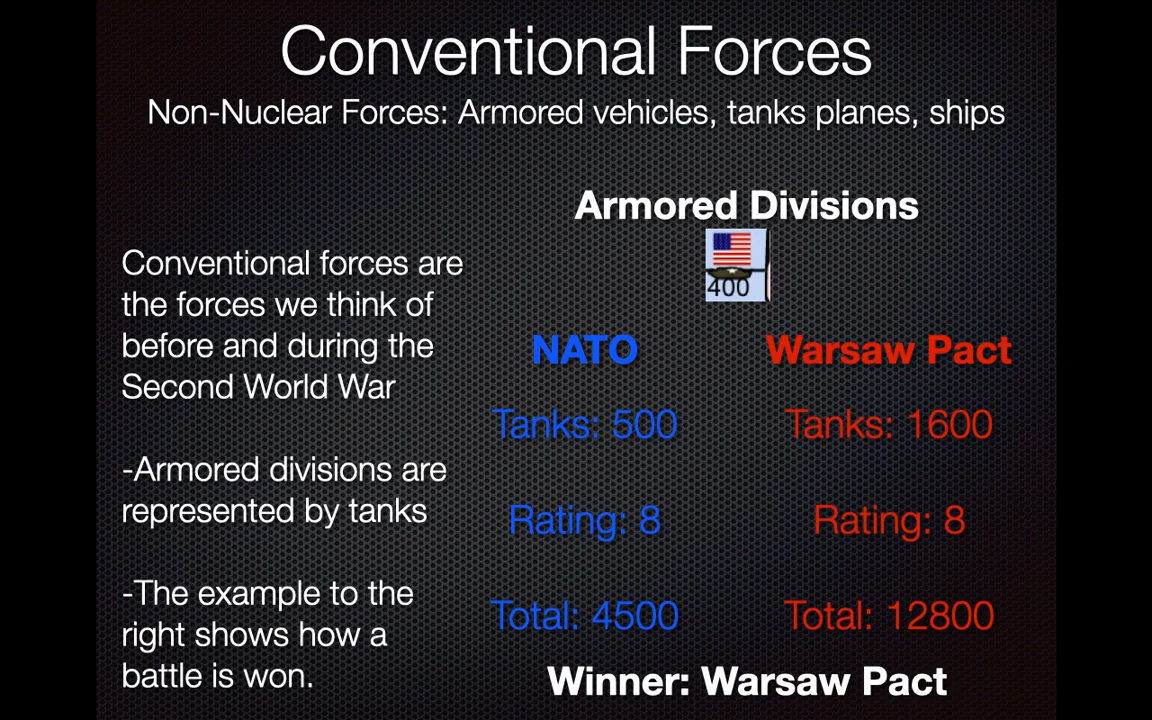 Conventional Forces
Non-Nuclear Forces: Armored vehicles, tanks planes, ships
Armored Divisions
400
Conventional forces are
the forces we think of
before and during the
Second World War
-Armored divisions are
represented by tanks
-The example to the
right shows how a
battle is won.
NATO
Warsaw Pact
Tanks: 500
Tanks: 1600
Rating: 8
Rating: 8
Total: 4500
Total: 12800
Winner: Warsaw Pact